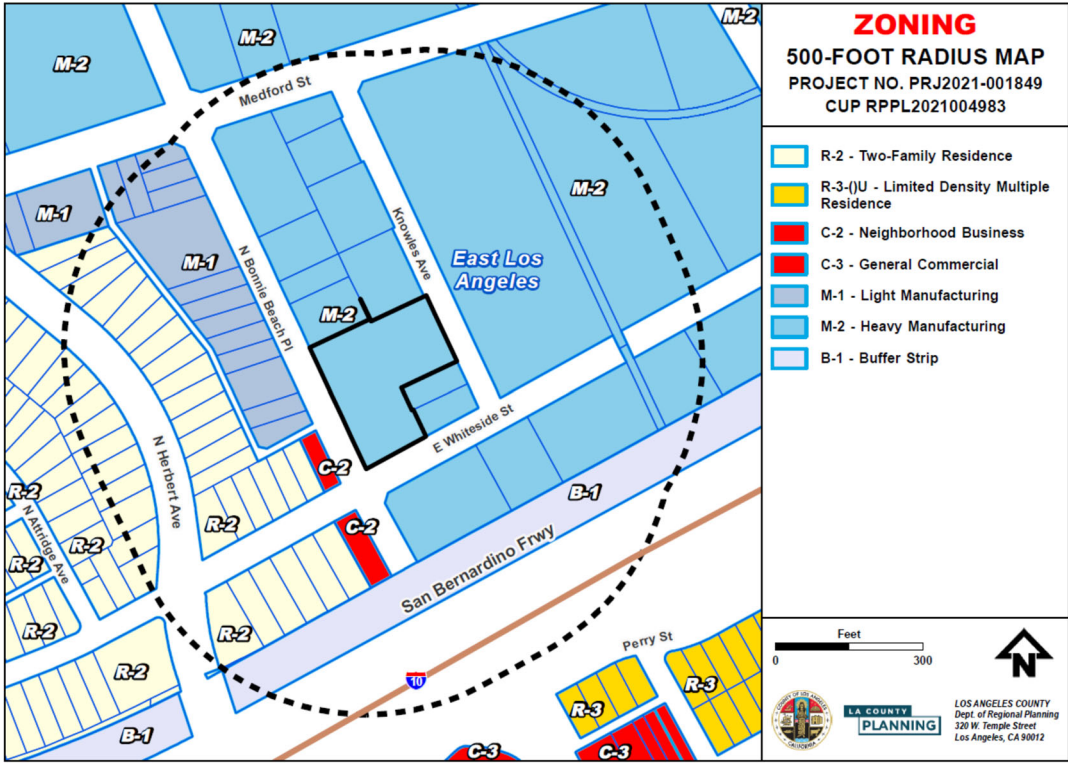 ZONING
500-FOOT RADIUS MAP
PROJECT NO. PRJ2021-001849
CUP RPPL2021004983
R-2 - Two-Family Residence
R-3-()U - Limited Density Multiple
Residence
C-2 - Neighborhood Business
C-3 - General Commercial
M-1 - Light Manufacturing
M-2 - Heavy Manufacturing
B-1 - Buffer Strip
M-2
M-2
M-2
Medford St
M-2
M-1
Knowles Ave
N Bonnie Beach Pl
M-1
East Los
Angeles
M-2
E Whiteside St
N Herbert Ave
C-2
R-2
N Attridge Ave
R-2
C-2
B-1
R-2
R-2
San Bernardino Frwy
R-2
R-2
R-2
Perry St
10
R-3
R-3
B-1
C-3
C-3
Feet
0
300
N
COUNTY OF LOS ANGELES
CALIFORNIA
LA COUNTY
PLANNING
LOS ANGELES COUNTY
Dept. of Regional Planning
320 W. Temple Street
Los Angeles, CA 90012